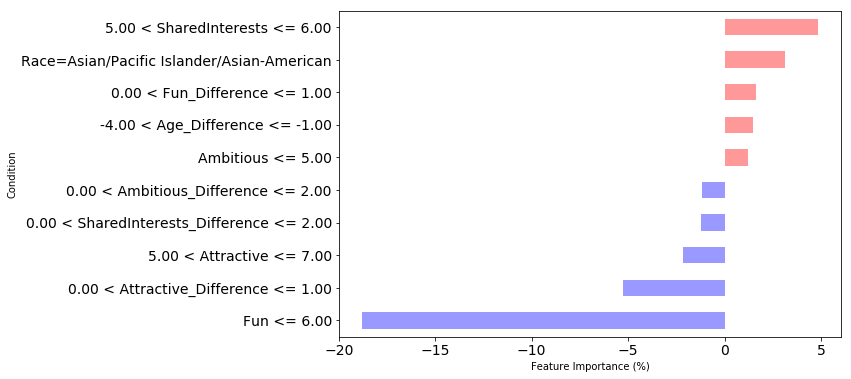 5.00 < SharedInterests <= 6.00
Race=Asian/Pacific Islander/Asian-American
0.00 < Fun_Difference <= 1.00
-4.00 < Age_Difference <= -1.00
Ambitious <= 5.00
0.00 < Ambitious_Difference <= 2.00
0.00 < SharedInterests_Difference <= 2.00
5.00 < Attractive <= 7.00
0.00 < Attractive_Difference <= 1.00
Fun <= 6.00
Condition
−20 −15 −10 −5 0 5
Feature Importance (%)